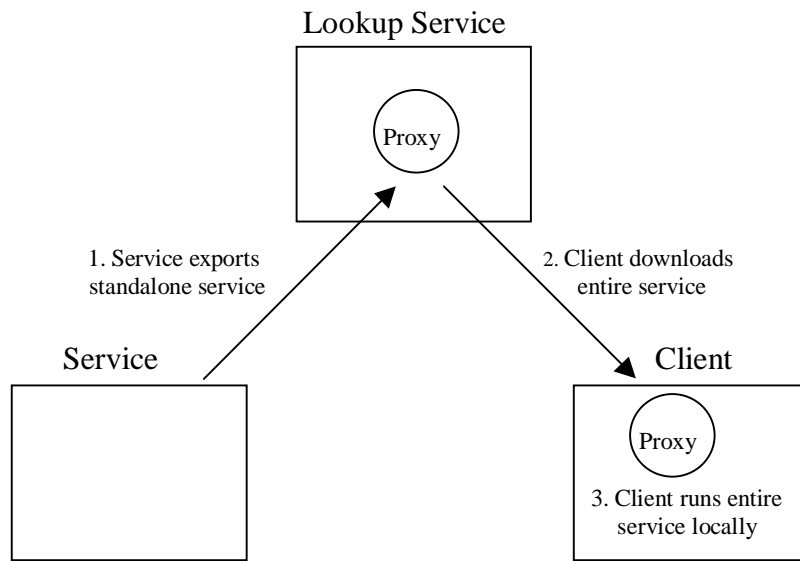 Lookup Service
Proxy
1. Service exports
standalone service
2. Client downloads
entire service
Service
Client
Proxy
3. Client runs entire
service locally